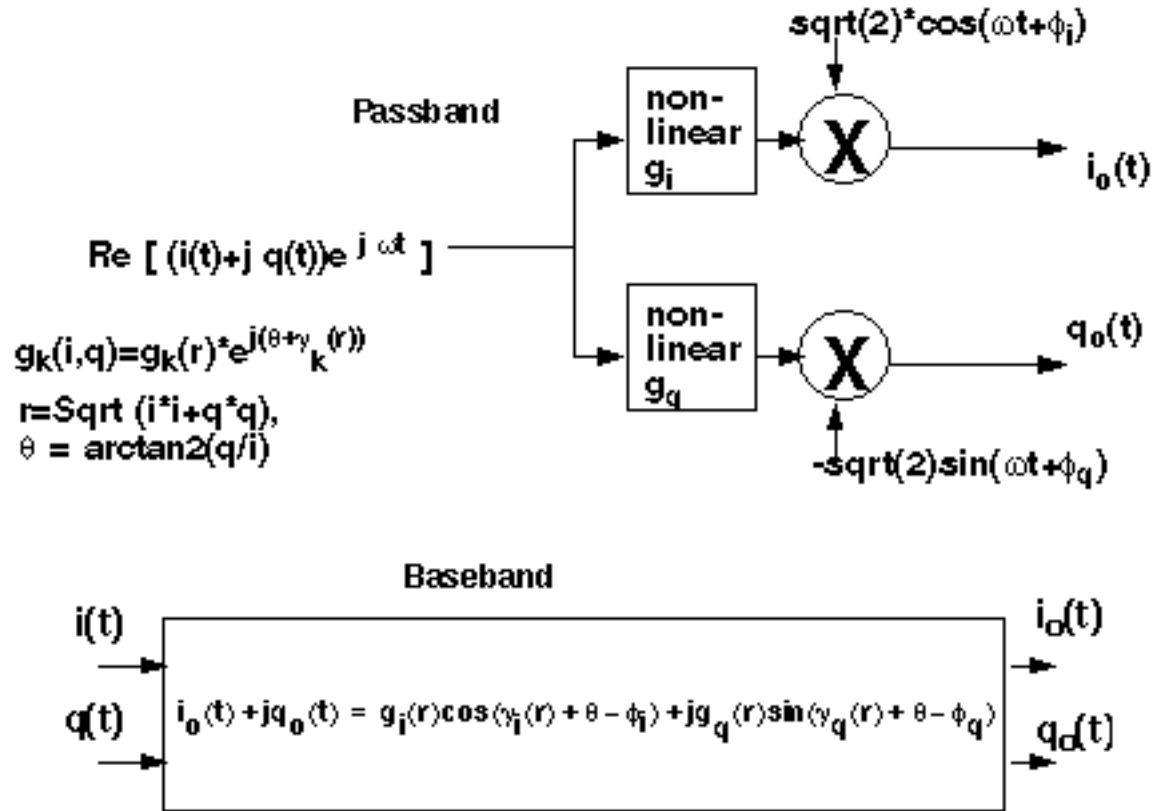 sqrt(2)*cos(ωt+ϕi)
Passband
non-
linear
gi
X
io(t)
Re [ (i(t)+j q(t))e j ωt ]
gk(i,q)=gk(r)*e^j(θ+γk(r))
r=Sqrt (i*i+q*q),
θ = arctan2(q/i)
non-
linear
gq
X
qo(t)
-sqrt(2)sin(ωt+ϕq)
Baseband
i(t)
q(t)
io(t) + jqo(t) = gi(r)cos(γi(r) + θ - ϕi) + jgq(r)sin(γq(r) + θ - ϕq)
io(t)
qo(t)